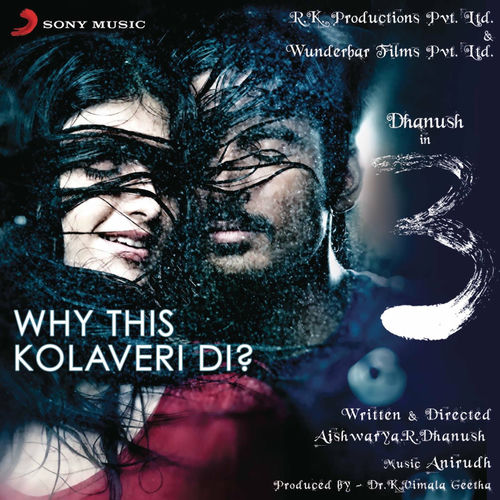 SONY MUSIC
R.K. Productions Pvt. Ltd.
&
Wunderbar Films Pvt. Ltd.
Dhanush
in
3
WHY THIS
KOLAVERI DI?
Written & Directed
Aishwarya.R.Dhanush
Music Anirudh
Produced By - Dr.K.Vimala Geetha